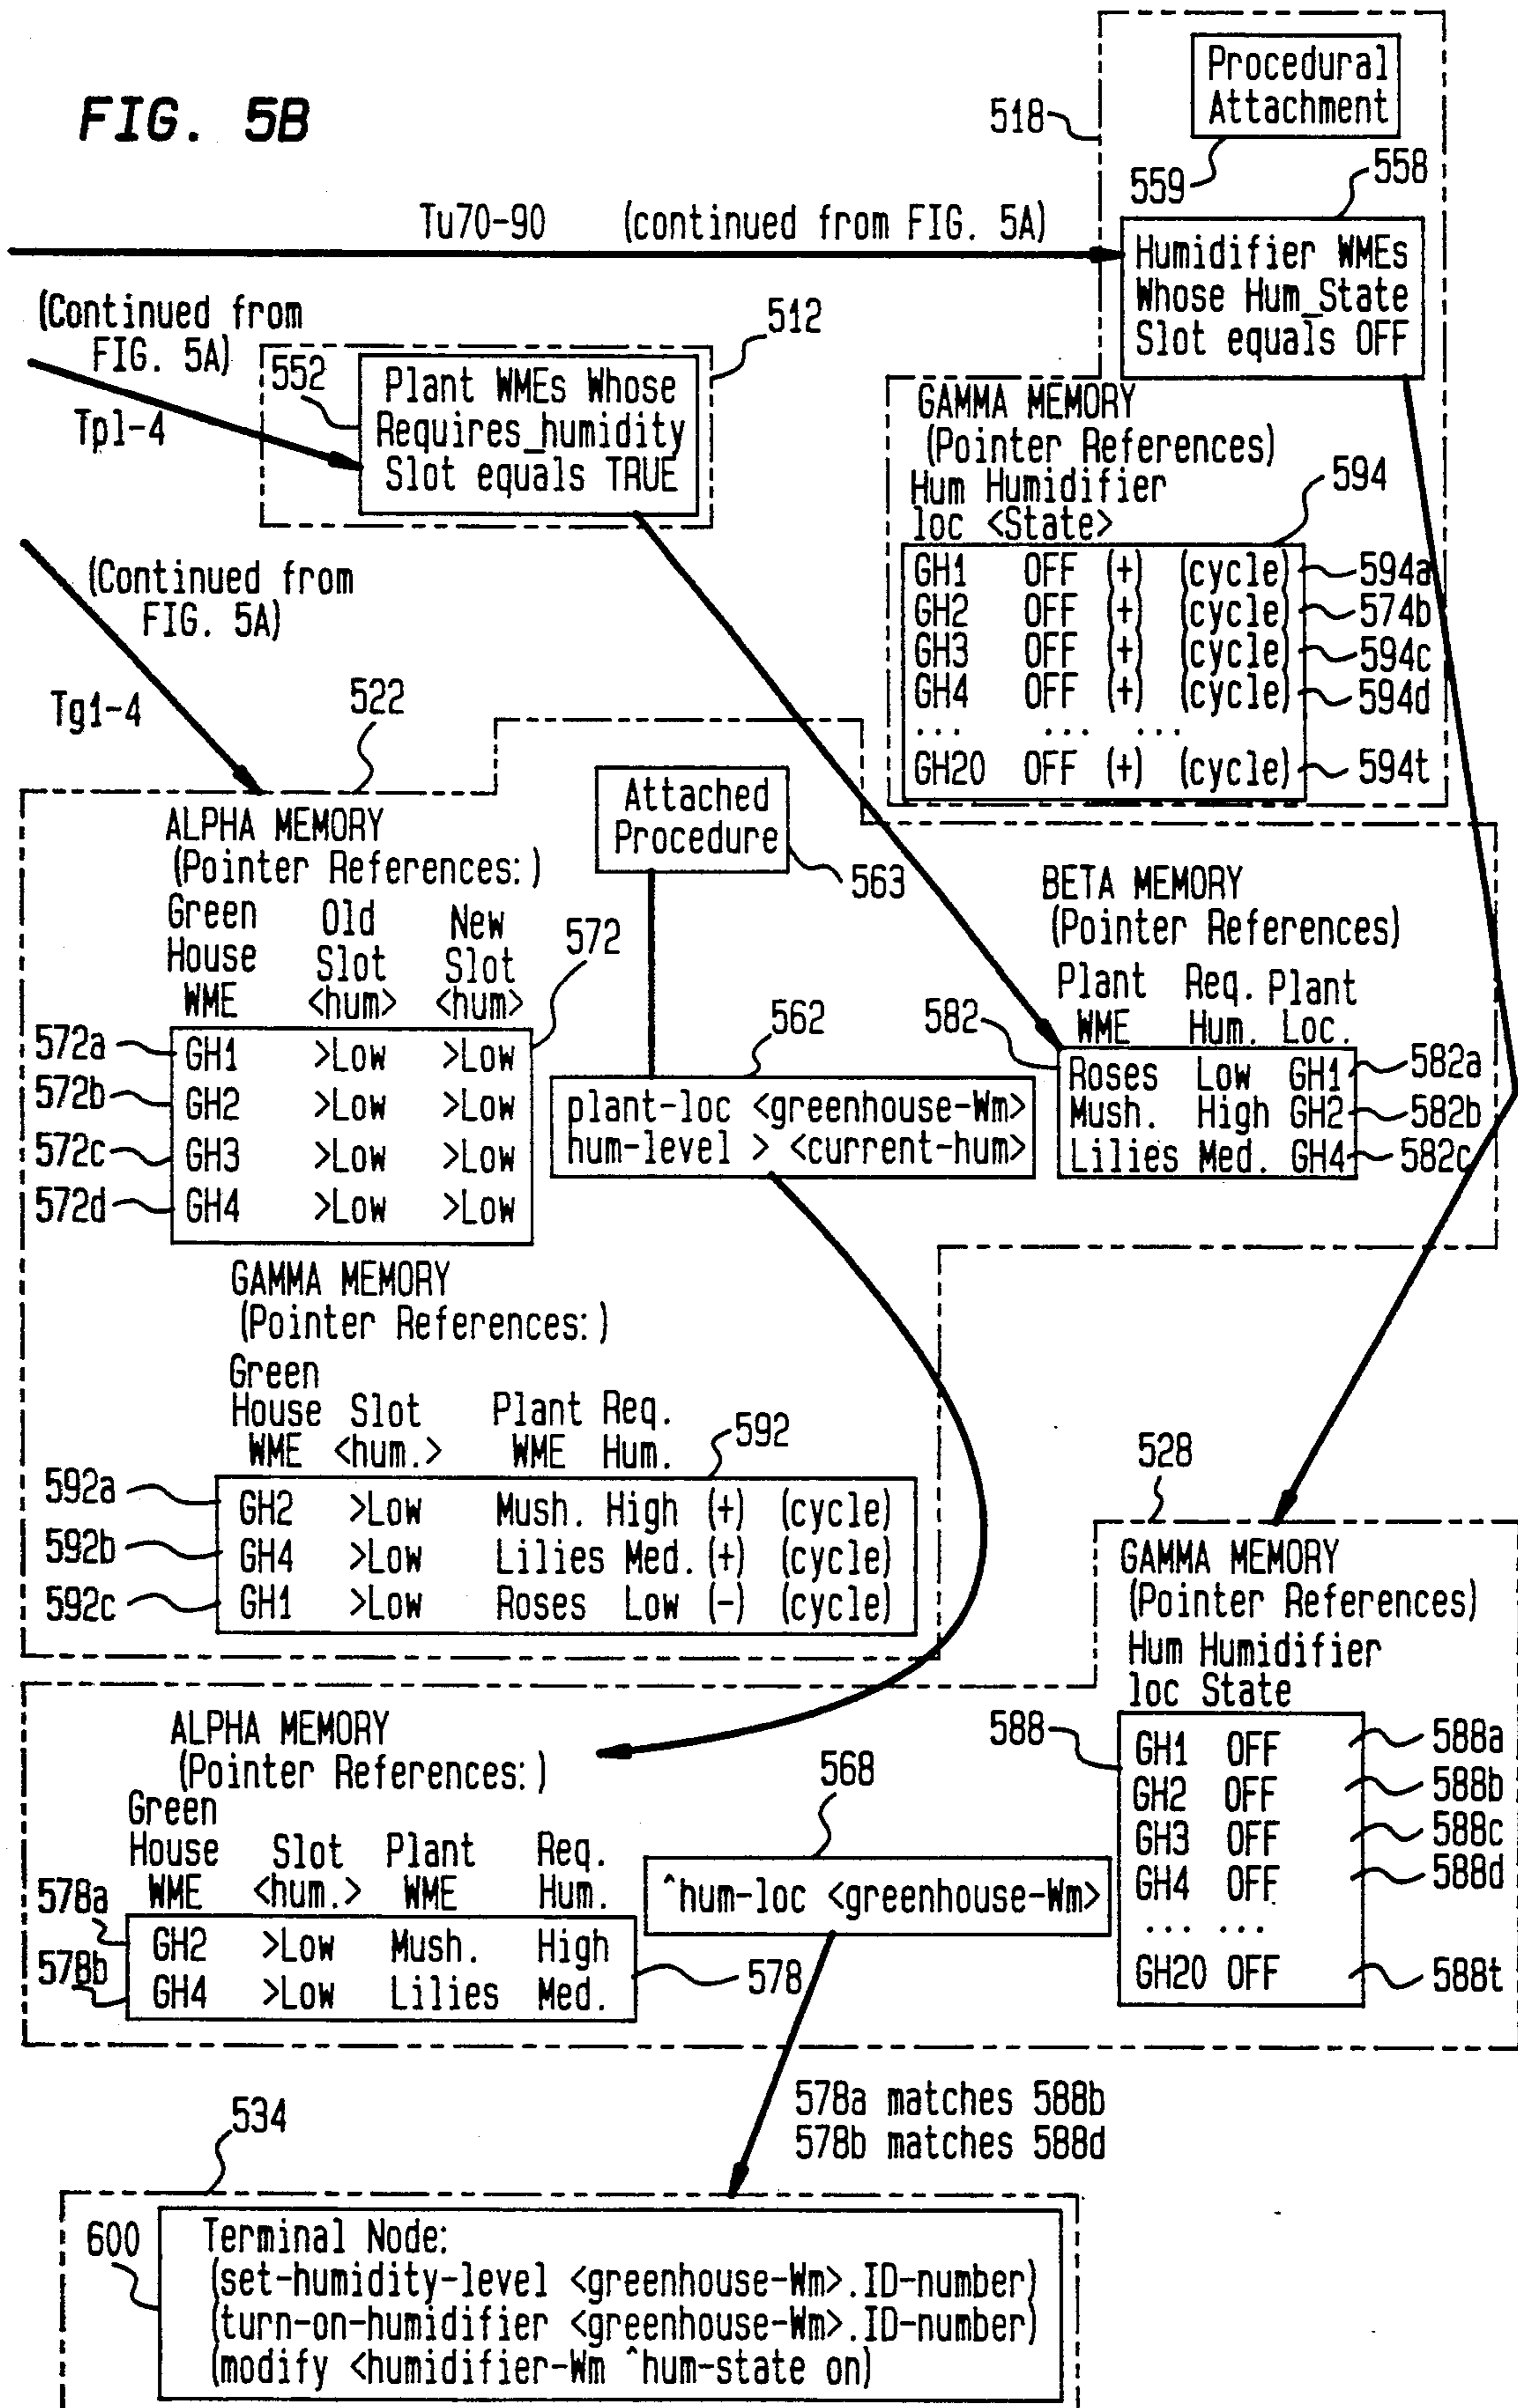 FIG. 5B
518
Procedural
Attachment
559
558
Tu70-90 (continued from FIG. 5A)
Humidifier WMEs
Whose Hum_State
Slot equals OFF
(Continued from
FIG. 5A)
Tp1-4
512
552
Plant WMEs Whose
Requires_humidity
Slot equals TRUE
GAMMA MEMORY
(Pointer References)
Hum Humidifier
loc <State>
594
GH1 OFF (+) (cycle) 594a
GH2 OFF (+) (cycle) 574b
GH3 OFF (+) (cycle) 594c
GH4 OFF (+) (cycle) 594d
... ... ...
GH20 OFF (+) (cycle) 594t
(Continued from
FIG. 5A)
Tg1-4
522
ALPHA MEMORY
(Pointer References:)
Green Old New
House Slot Slot
WME <hum> <hum>
572
572a GH1 >Low >Low
572b GH2 >Low >Low
572c GH3 >Low >Low
572d GH4 >Low >Low
Attached
Procedure
563
562
plant-loc <greenhouse-Wm>
hum-level > <current-hum>
BETA MEMORY
(Pointer References)
Plant Req. Plant
WME Hum. Loc.
582
Roses Low GH1 582a
Mush. High GH2 582b
Lilies Med. GH4 582c
GAMMA MEMORY
(Pointer References:)
Green
House Slot Plant Req.
WME <hum.> WME Hum.
592
592a GH2 >Low Mush. High (+) (cycle)
592b GH4 >Low Lilies Med. (+) (cycle)
592c GH1 >Low Roses Low (-) (cycle)
528
GAMMA MEMORY
(Pointer References)
Hum Humidifier
loc State
588
GH1 OFF 588a
GH2 OFF 588b
GH3 OFF 588c
GH4 OFF 588d
... ...
GH20 OFF 588t
ALPHA MEMORY
(Pointer References:)
Green
House Slot Plant Req.
WME <hum.> WME Hum.
578a GH2 >Low Mush. High
578b GH4 >Low Lilies Med.
578
568
^hum-loc <greenhouse-Wm>
578a matches 588b
578b matches 588d
534
600
Terminal Node:
(set-humidity-level <greenhouse-Wm>.ID-number)
(turn-on-humidifier <greenhouse-Wm>.ID-number)
(modify <humidifier-Wm ^hum-state on)